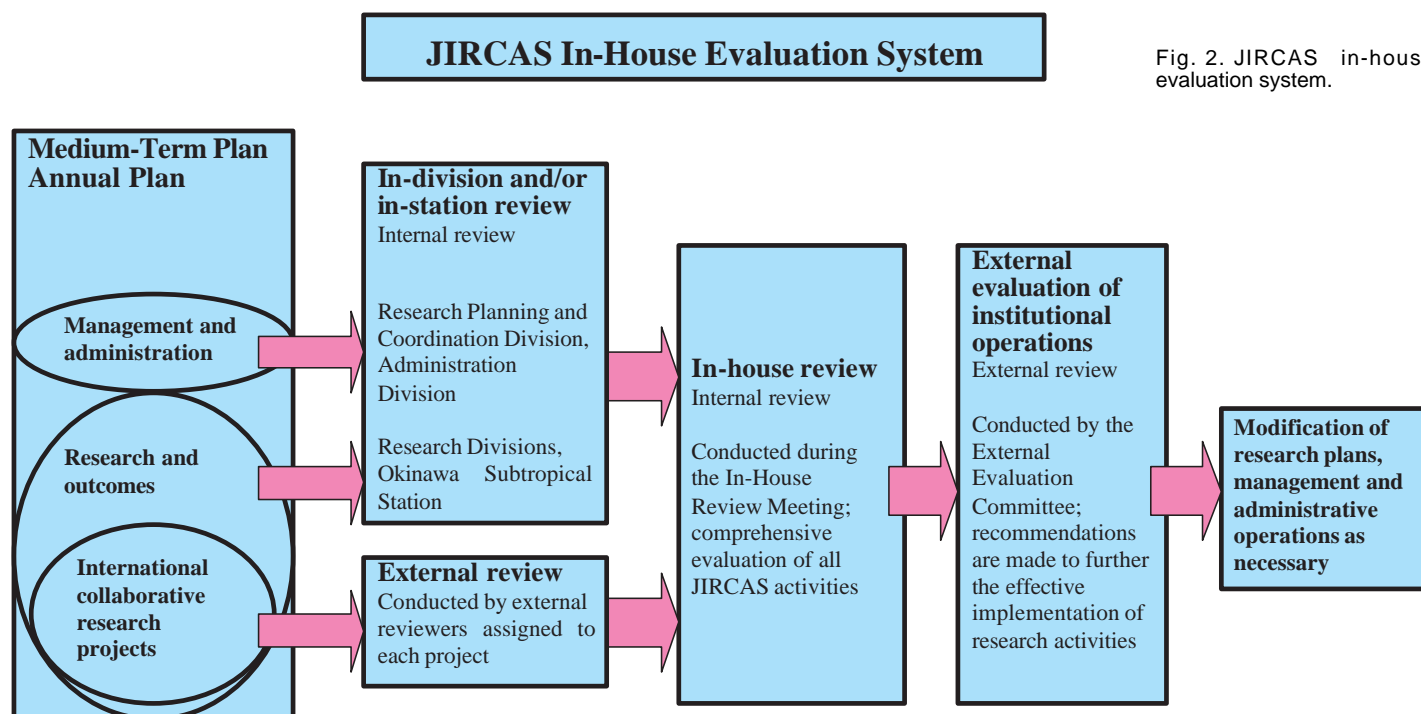 JIRCAS In-House Evaluation System
Fig. 2. JIRCAS in-hous
evaluation system.
Medium-Term Plan
Annual Plan
Management and
administration
Research and
outcomes
International
collaborative
research
projects
In-division and/or
in-station review
Internal review
Research Planning and
Coordination Division,
Administration
Division
Research Divisions,
Okinawa Subtropical
Station
External review
Conducted by external
reviewers assigned to
each project
In-house review
Internal review
Conducted during
the In-House
Review Meeting;
comprehensive
evaluation of all
JIRCAS activities
External
evaluation of
institutional
operations
External review
Conducted by the
External
Evaluation
Committee;
recommendations
are made to further
the effective
implementation of
research activities
Modification of
research plans,
management and
administrative
operations as
necessary